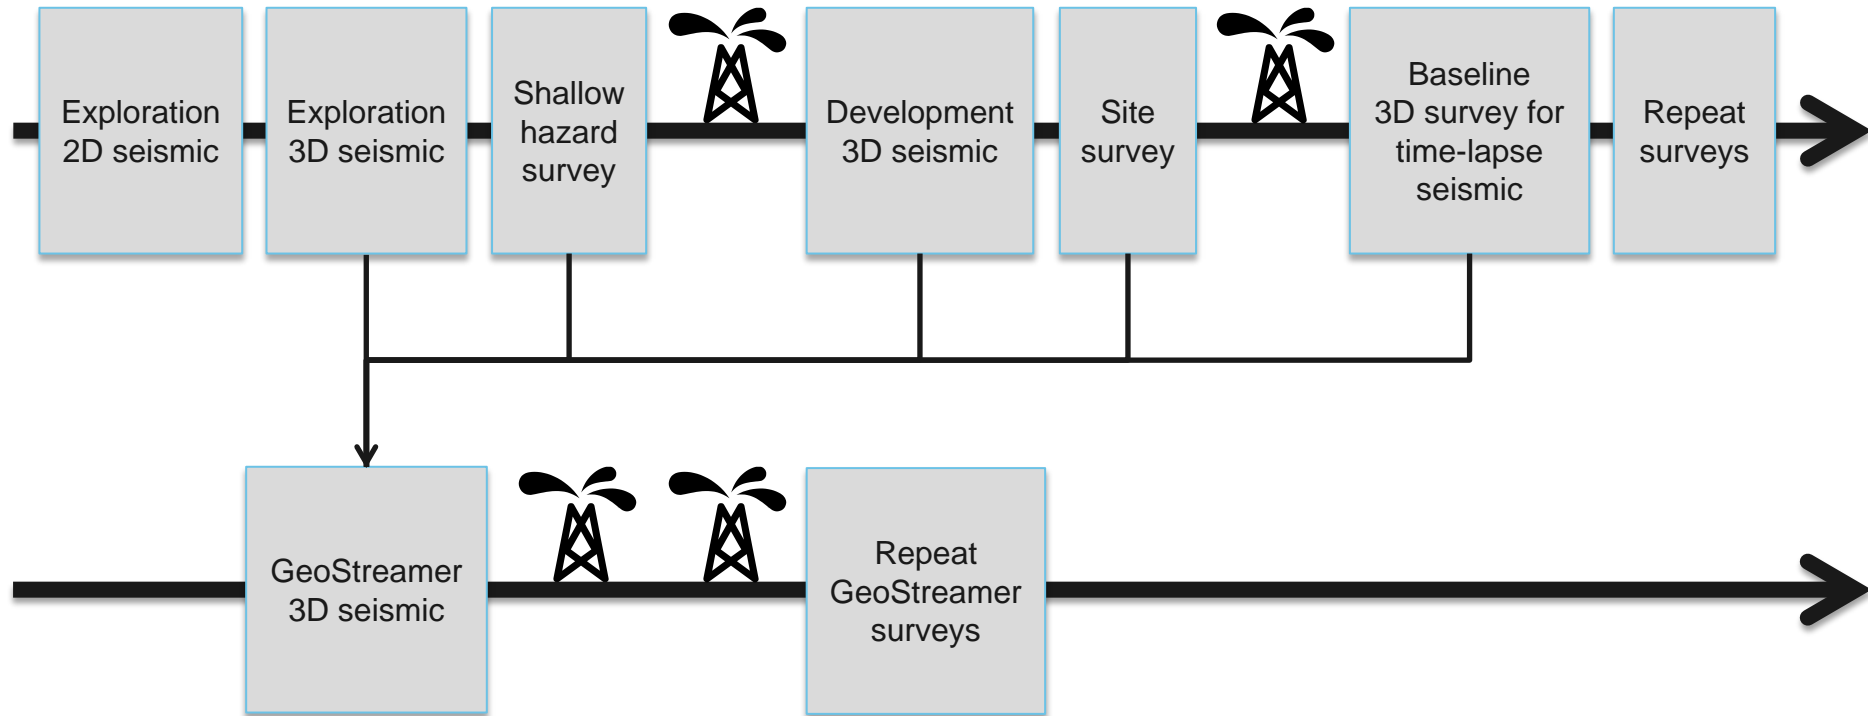 Exploration
2D seismic
Exploration
3D seismic
Shallow
hazard
survey
Development
3D seismic
Site
survey
Baseline
3D survey for
time-lapse
seismic
Repeat
surveys
GeoStreamer
3D seismic
Repeat
GeoStreamer
surveys